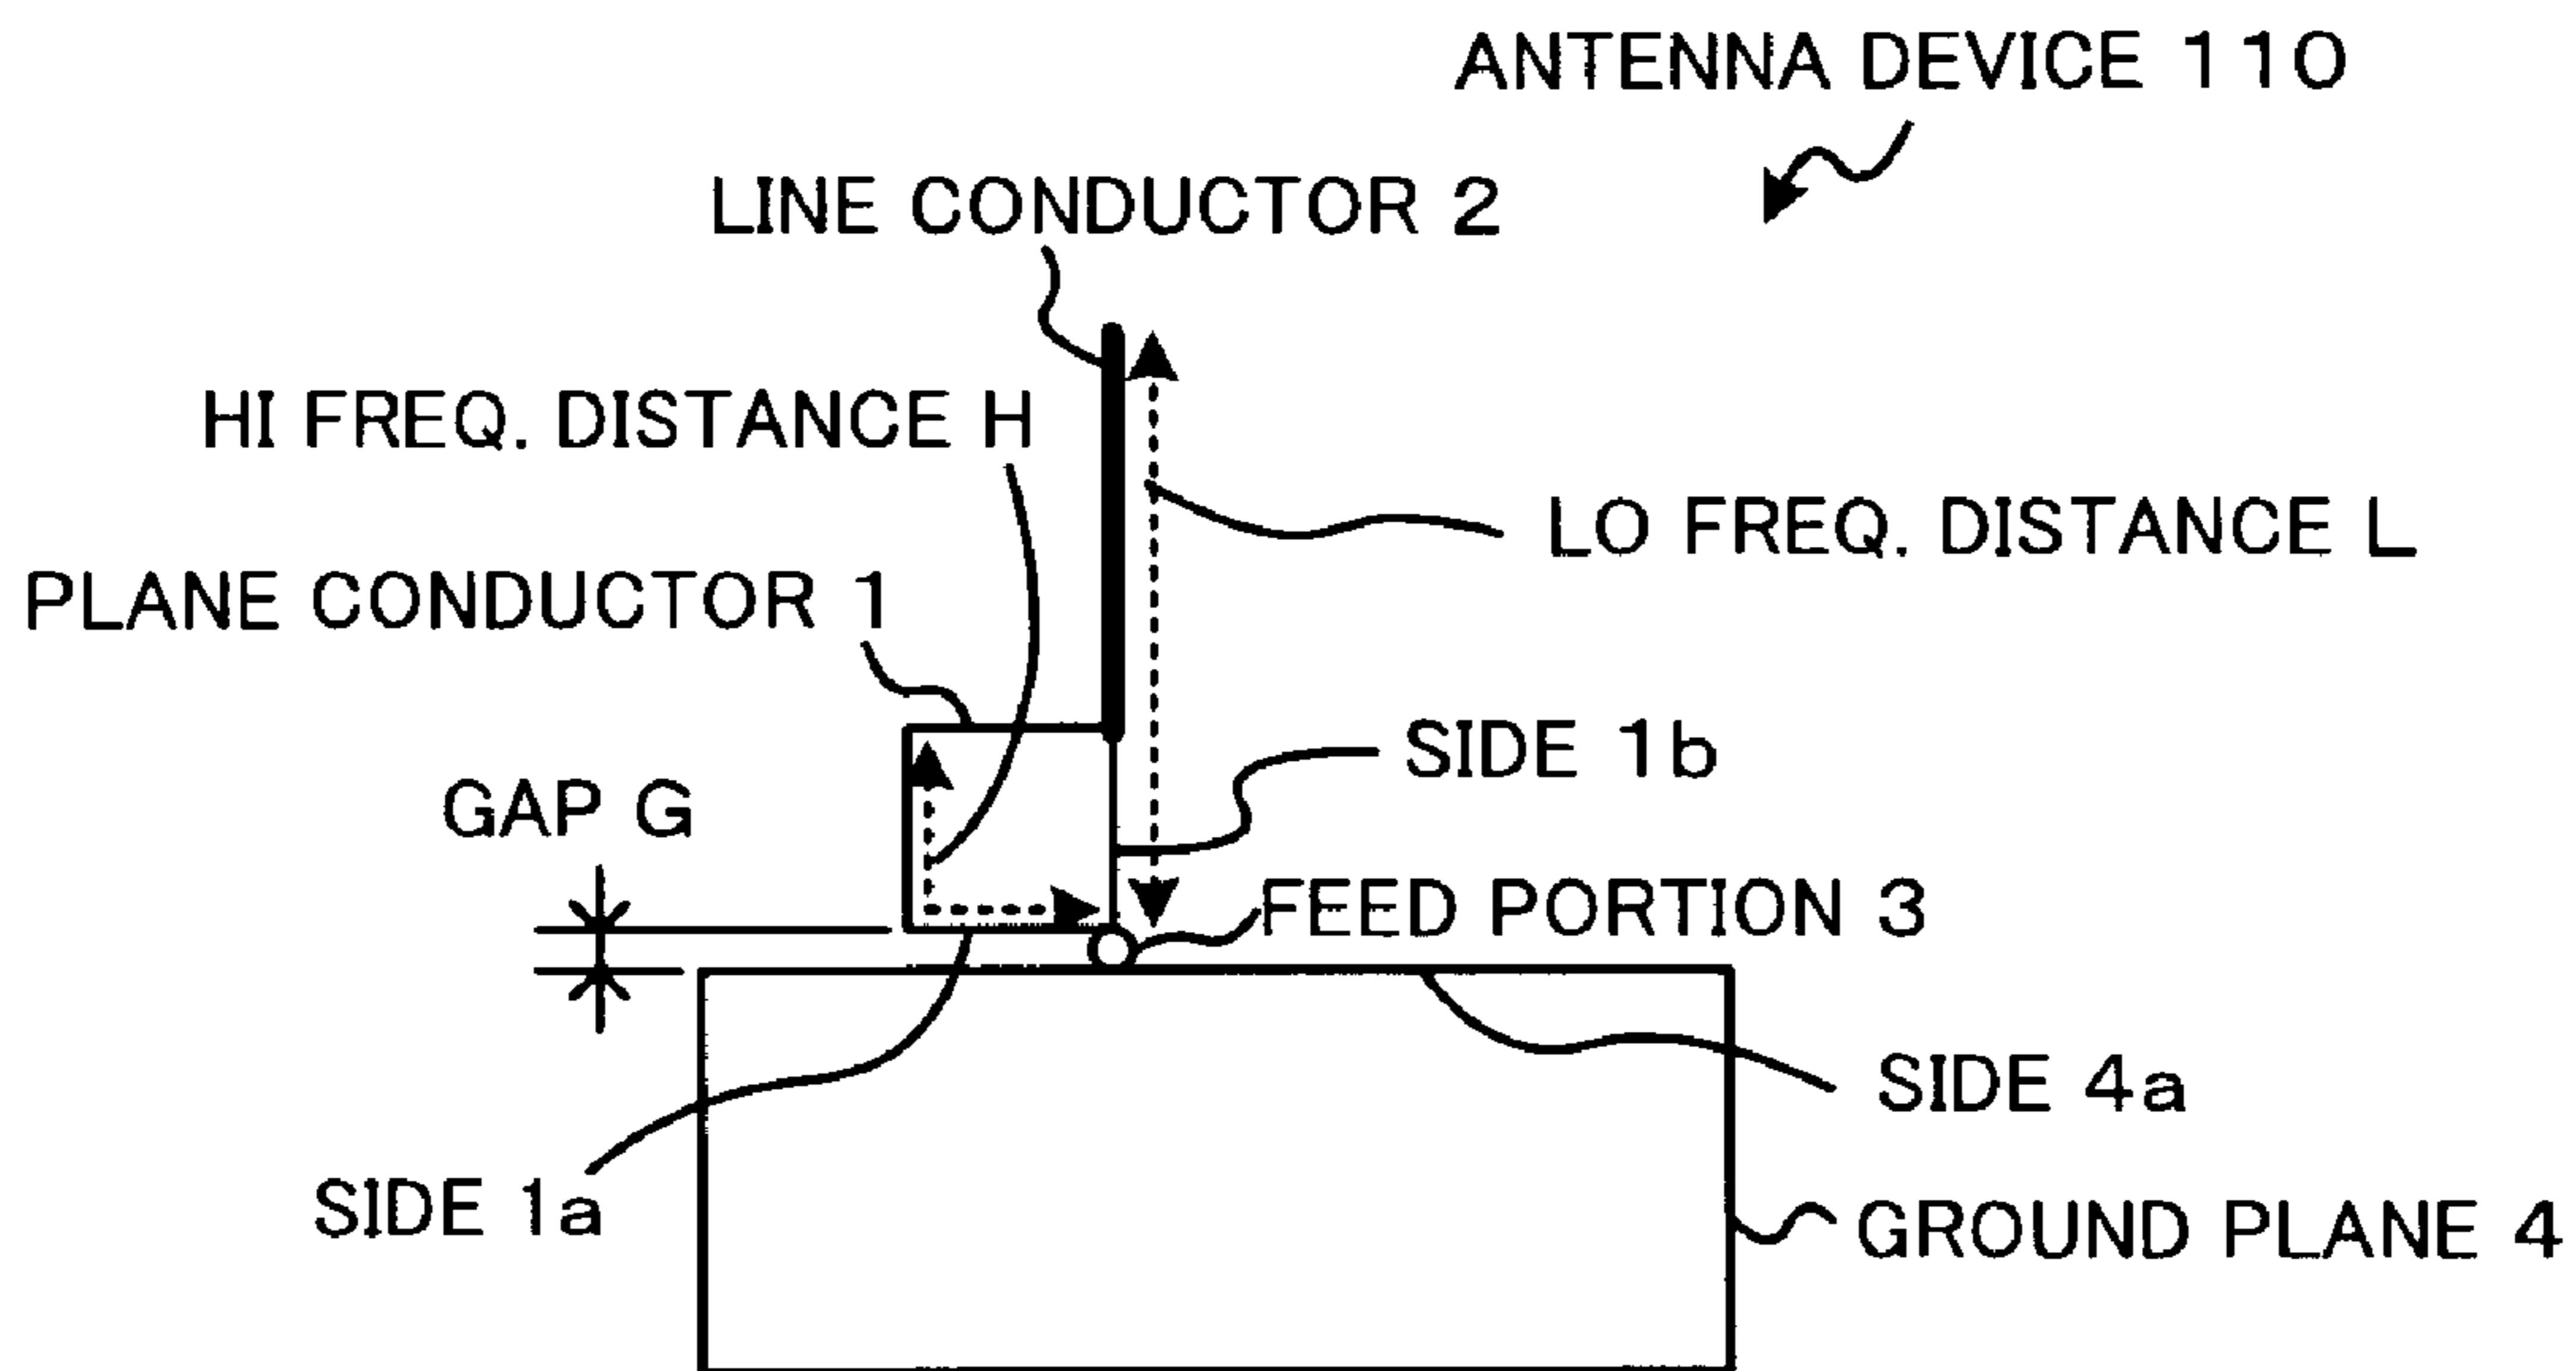 ANTENNA DEVICE 110
LINE CONDUCTOR 2
HI FREQ. DISTANCE H
LO FREQ. DISTANCE L
PLANE CONDUCTOR 1
SIDE 1b
GAP G
FEED PORTION 3
SIDE 4a
SIDE 1a
GROUND PLANE 4